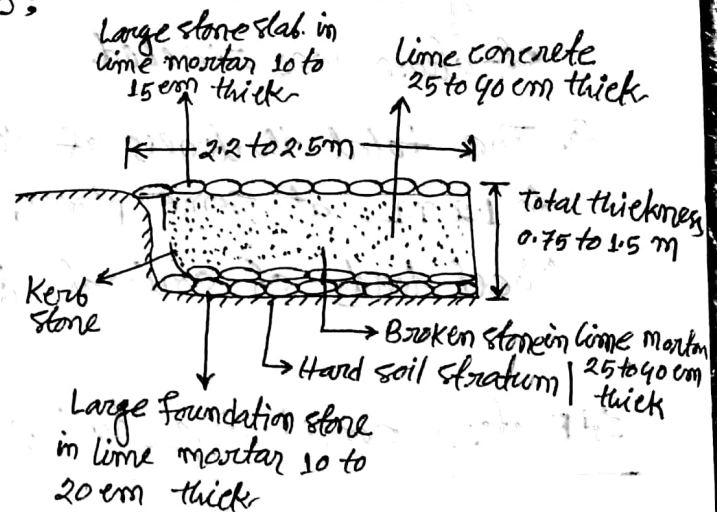 Large stone slab. in
lime mortar 10 to
15 cm thick
lime concrete
25 to 40 cm thick
2.2 to 2.5m
Total thickness
0.75 to 1.5 m
Kerb
stone
Broken stone in lime mortar
25 to 40 cm
thick
Hard soil stratum
Large foundation stone
in lime mortar 10 to
20 cm thick